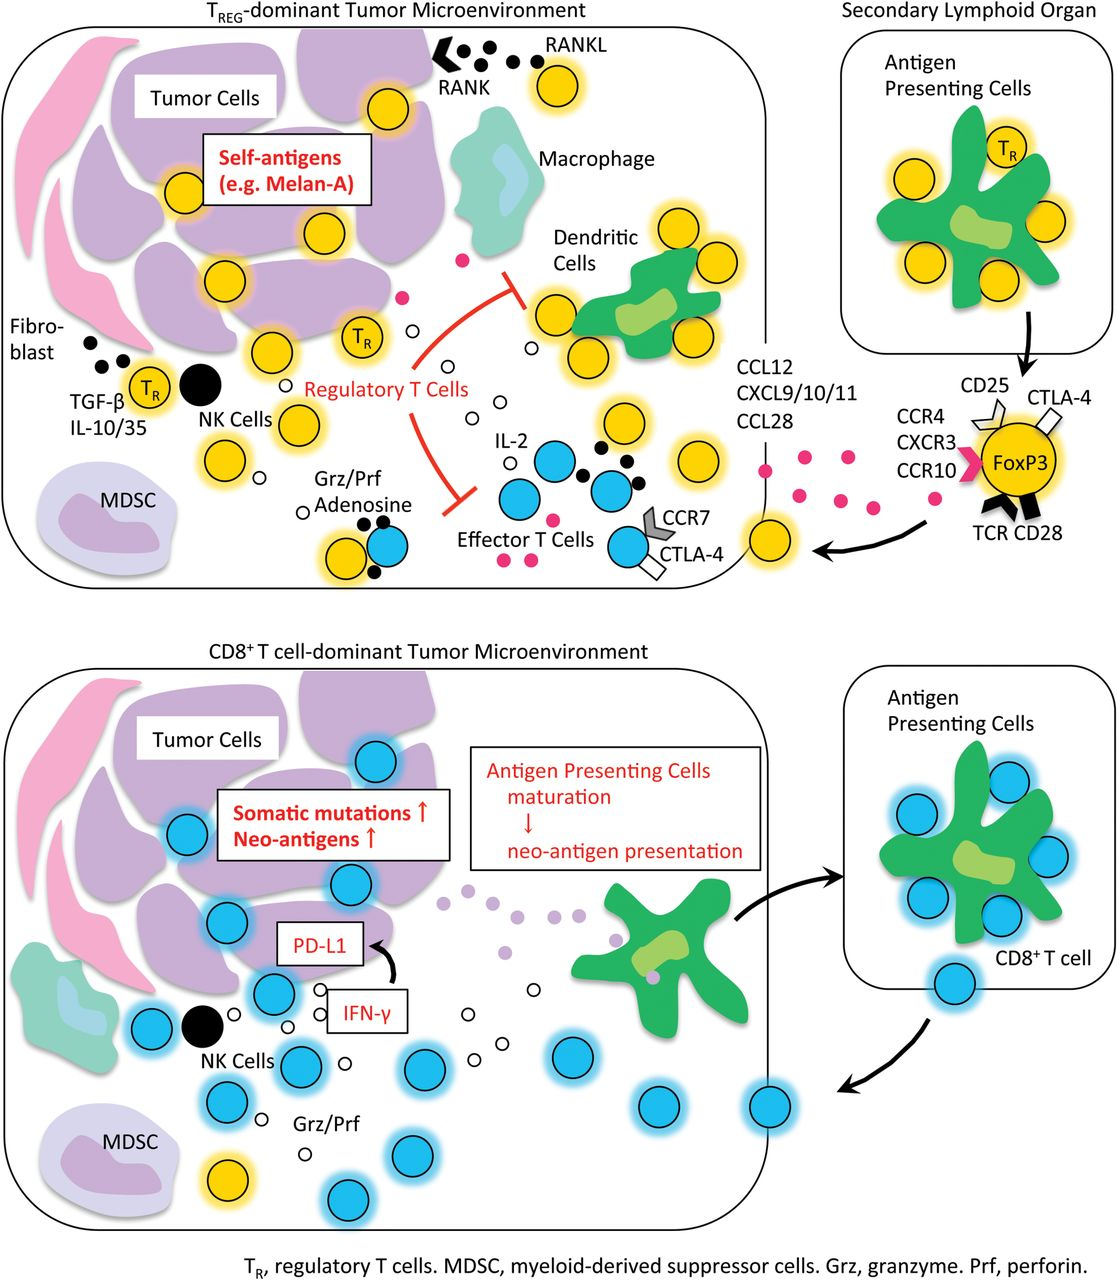 TREG-dominant Tumor Microenvironment
Secondary Lymphoid Organ
RANKL
RANK
Tumor Cells
Self-antigens
(e.g. Melan-A)
Macrophage
Dendritic
Cells
Antigen
Presenting Cells
TR
Fibro-
blast
TR
TR
TGF-β
IL-10/35
NK Cells
Regulatory T Cells
CCL12
CXCL9/10/11
CCL28
CD25
CTLA-4
CCR4
CXCR3
CCR10
FoxP3
TCR CD28
IL-2
MDSC
Grz/Prf
Adenosine
Effector T Cells
CCR7
CTLA-4
CD8+ T cell-dominant Tumor Microenvironment
Tumor Cells
Somatic mutations ↑
Neo-antigens ↑
Antigen Presenting Cells
maturation
↓
neo-antigen presentation
Antigen
Presenting Cells
PD-L1
IFN-γ
CD8+ T cell
NK Cells
Grz/Prf
MDSC
TR, regulatory T cells. MDSC, myeloid-derived suppressor cells. Grz, granzyme. Prf, perforin.